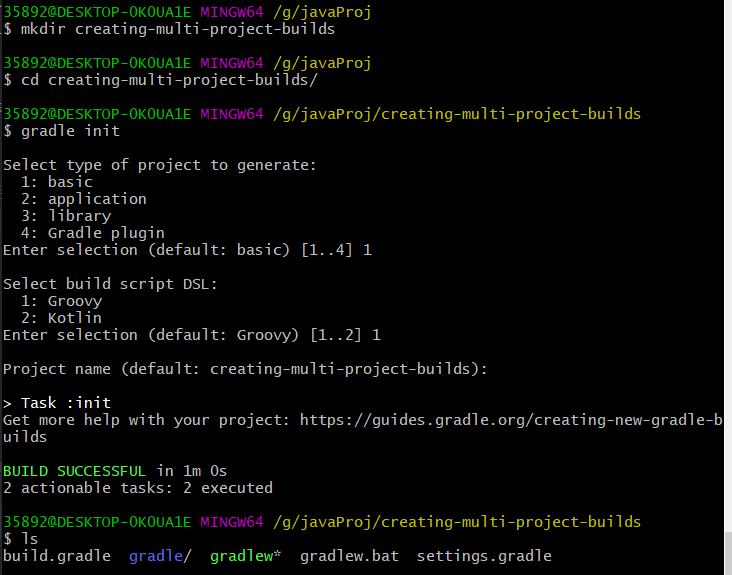 35892@DESKTOP-OKOUA1E MINGW64 /g/javaProj
$ mkdir creating-multi-project-builds
35892@DESKTOP-OKOUA1E MINGW64 /g/javaProj
$ cd creating-multi-project-builds/
35892@DESKTOP-OKOUA1E MINGW64 /g/javaProj/creating-multi-project-builds
$ gradle init
Select type of project to generate:
1: basic
2: application
3: library
4: Gradle plugin
Enter selection (default: basic) [1..4] 1
Select build script DSL:
1: Groovy
2: Kotlin
Enter selection (default: Groovy) [1..2] 1
Project name (default: creating-multi-project-builds):
> Task :init
Get more help with your project: https://guides.gradle.org/creating-new-gradle-b
uilds
BUILD SUCCESSFUL in 1m 0s
2 actionable tasks: 2 executed
35892@DESKTOP-OKOUA1E MINGW64 /g/javaProj/creating-multi-project-builds
$ ls
build.gradle  gradle/  gradlew*  gradlew.bat  settings.gradle